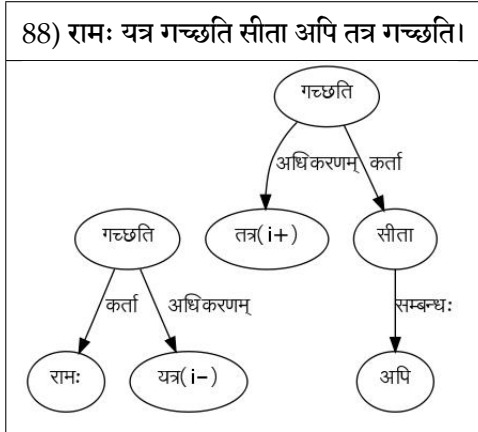 88) रामः यत्र गच्छति सीता अपि तत्र गच्छति।
गच्छति
अधिकरणम् कर्ता
गच्छति तत्र(i+) सीता
कर्ता अधिकरणम् सम्बन्धः
रामः यत्र(i-) अपि